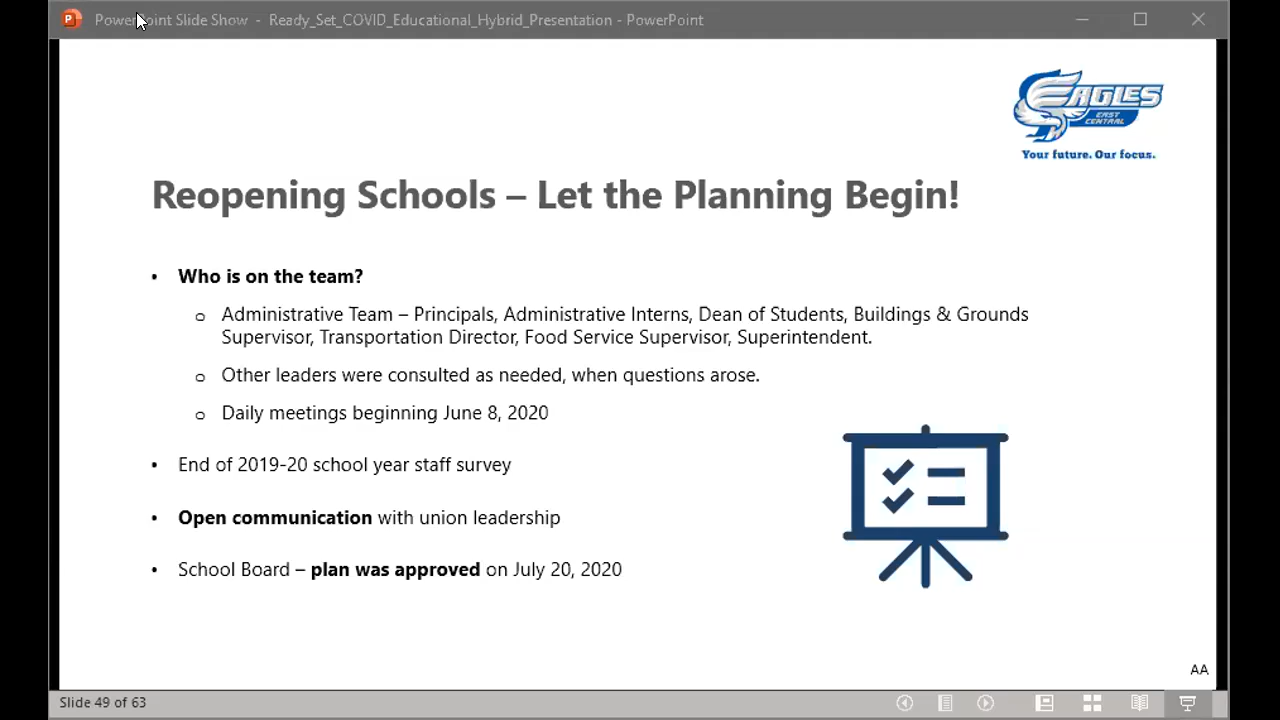 PowerPoint Slide Show - Ready_Set_COVID_Educational_Hybrid_Presentation - PowerPoint
EAGLES
EAST
CENTRAL
Your future. Our focus.
Reopening Schools – Let the Planning Begin!
• Who is on the team?
o Administrative Team – Principals, Administrative Interns, Dean of Students, Buildings & Grounds
Supervisor, Transportation Director, Food Service Supervisor, Superintendent.
o Other leaders were consulted as needed, when questions arose.
o Daily meetings beginning June 8, 2020
• End of 2019-20 school year staff survey
• Open communication with union leadership
• School Board – plan was approved on July 20, 2020
AA
Slide 49 of 63